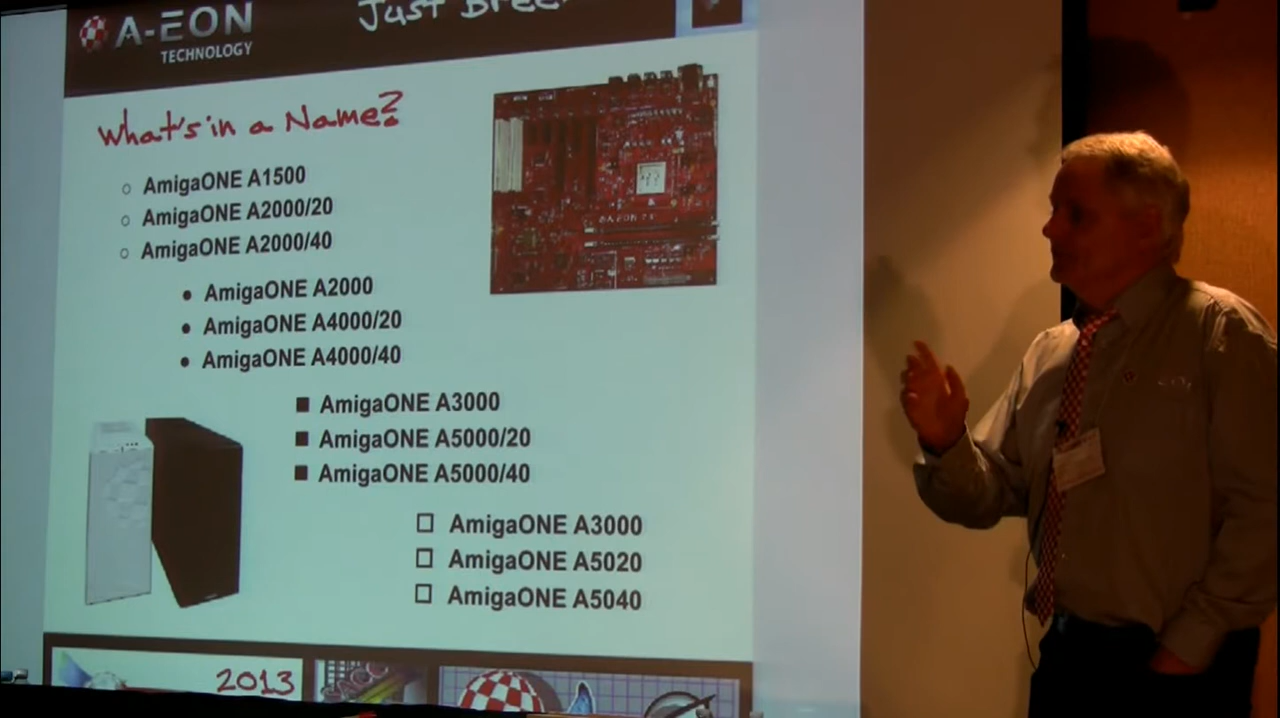 A-EON
TECHNOLOGY
Just
What's in a Name?
AmigaONE A1500
AmigaONE A2000/20
AmigaONE A2000/40
AmigaONE A2000
AmigaONE A4000/20
AmigaONE A4000/40
AmigaONE A3000
AmigaONE A5000/20
AmigaONE A5000/40
AmigaONE A3000
AmigaONE A5020
AmigaONE A5040
2013